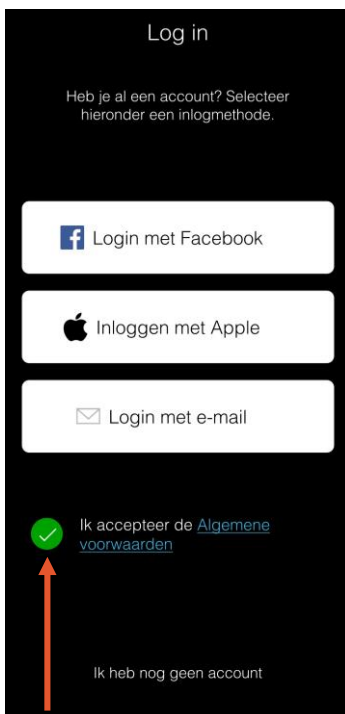 Log in
Heb je al een account? Selecteer
hieronder een inlogmethode.
Login met Facebook
Inloggen met Apple
Login met e-mail
Ik accepteer de Algemene
voorwaarden
Ik heb nog geen account